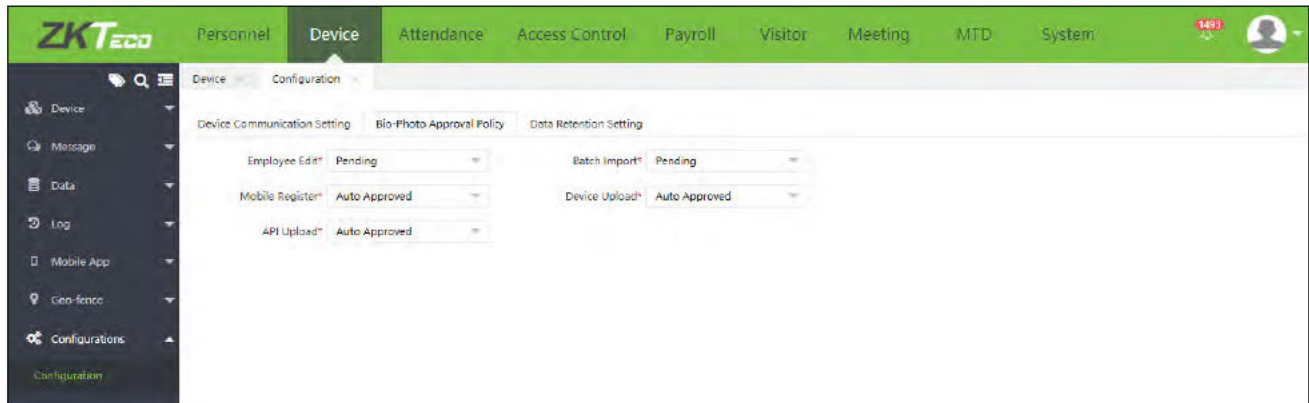 ZKTeco Personnel Device Attendance Access Control Payroll Visitor Meeting MTD System 1493
Device Configuration
Device
Message
Data
Log
Mobile App
Geo-fence
Configurations
Configuration
Device Communication Setting Bio-Photo Approval Policy Data Retention Setting
Employee Edit* Pending Batch Import* Pending
Mobile Register* Auto Approved Device Upload* Auto Approved
API Upload* Auto Approved